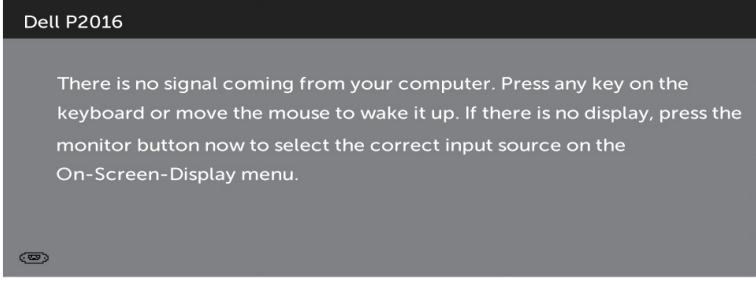 Dell P2016
There is no signal coming from your computer. Press any key on the
keyboard or move the mouse to wake it up. If there is no display, press the
monitor button now to select the correct input source on the
On-Screen-Display menu.